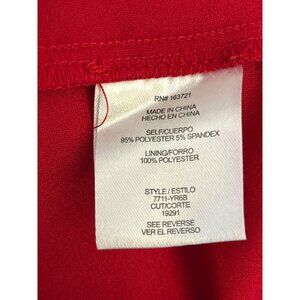 RN# 163721
MADE IN CHINA
HECHO EN CHINA
SELF/CUERPO
95% POLYESTER 5% SPANDEX
LINING/FORRO
100% POLYESTER
STYLE / ESTILO
7711-YR6B
CUT/CORTE
19291
SEE REVERSE
VER EL REVERSO